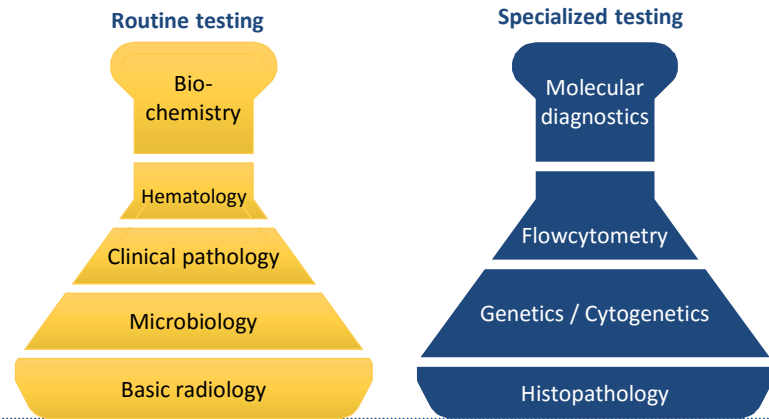 Routine testing
Bio-
chemistry
Hematology
Clinical pathology
Microbiology
Basic radiology
Specialized testing
Molecular
diagnostics
Flowcytometry
Genetics / Cytogenetics
Histopathology